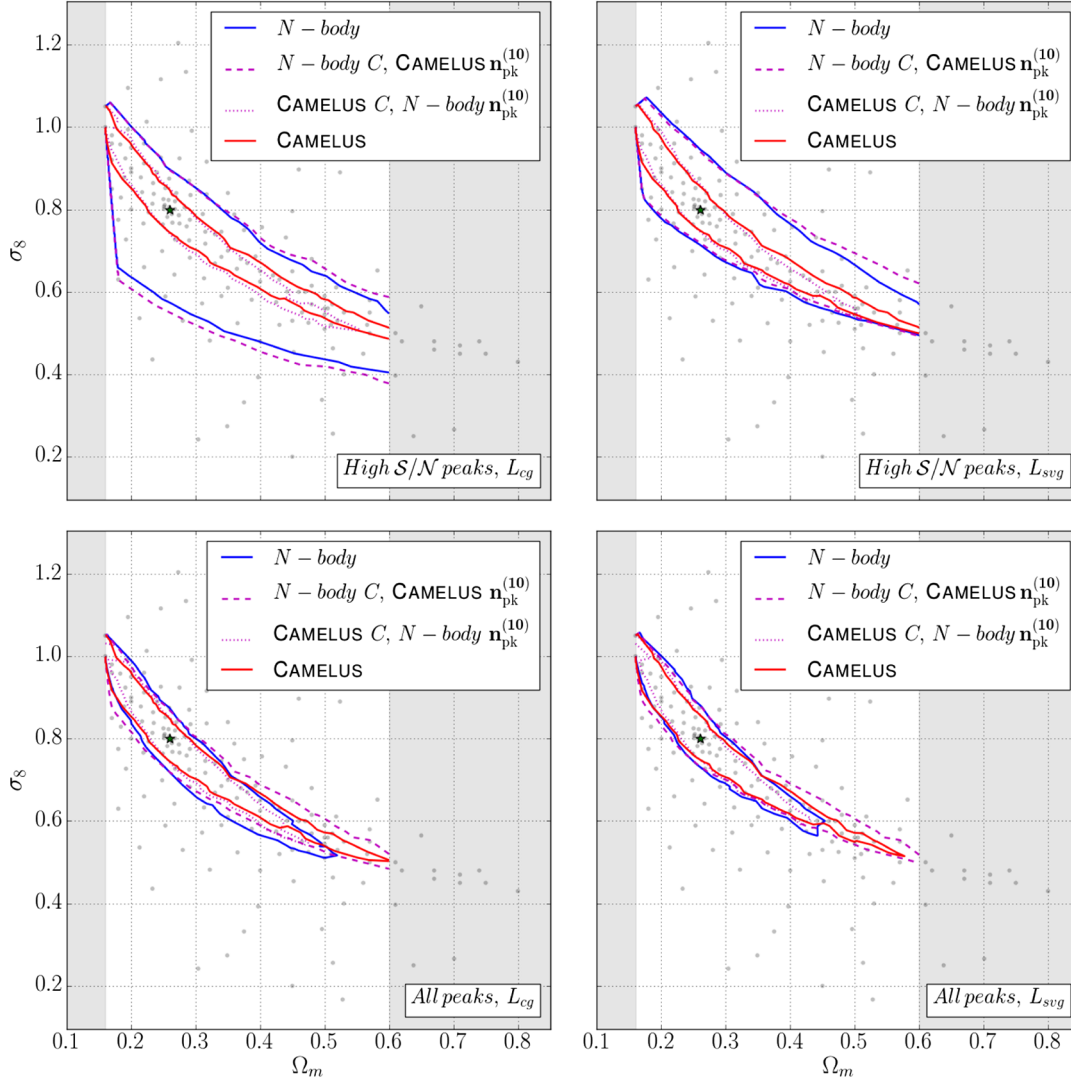 1.2
1.0
0.8
0.6
0.4
0.2
σ₈
N − body
N − body C, CAMELUS n_pk^(10)
CAMELUS C, N − body n_pk^(10)
CAMELUS
High S/N peaks, L_cg
N − body
N − body C, CAMELUS n_pk^(10)
CAMELUS C, N − body n_pk^(10)
CAMELUS
High S/N peaks, L_svg
1.2
1.0
0.8
0.6
0.4
0.2
σ₈
N − body
N − body C, CAMELUS n_pk^(10)
CAMELUS C, N − body n_pk^(10)
CAMELUS
All peaks, L_cg
0.1 0.2 0.3 0.4 0.5 0.6 0.7 0.8
Ω_m
N − body
N − body C, CAMELUS n_pk^(10)
CAMELUS C, N − body n_pk^(10)
CAMELUS
All peaks, L_svg
0.1 0.2 0.3 0.4 0.5 0.6 0.7 0.8
Ω_m